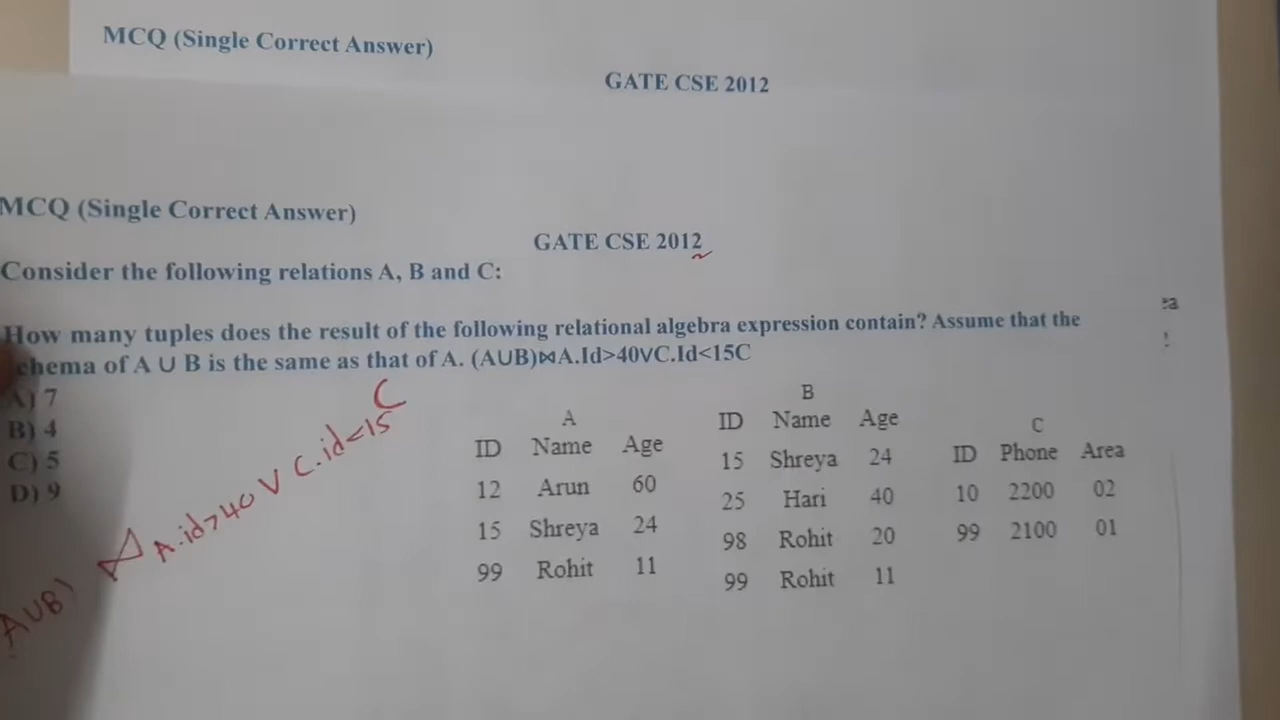 MCQ (Single Correct Answer)
GATE CSE 2012
MCQ (Single Correct Answer)
GATE CSE 2012
Consider the following relations A, B and C:
How many tuples does the result of the following relational algebra expression contain? Assume that the
chema of A ∪ B is the same as that of A. (A∪B)⋈A.Id>40∨C.Id<15C
A) 7
B) 4
C) 5
D) 9
A∪B) ⋈ A.id>40 V C.id<15 C
A
ID Name Age
12 Arun 60
15 Shreya 24
99 Rohit 11
B
ID Name Age
15 Shreya 24
25 Hari 40
98 Rohit 20
99 Rohit 11
C
ID Phone Area
10 2200 02
99 2100 01